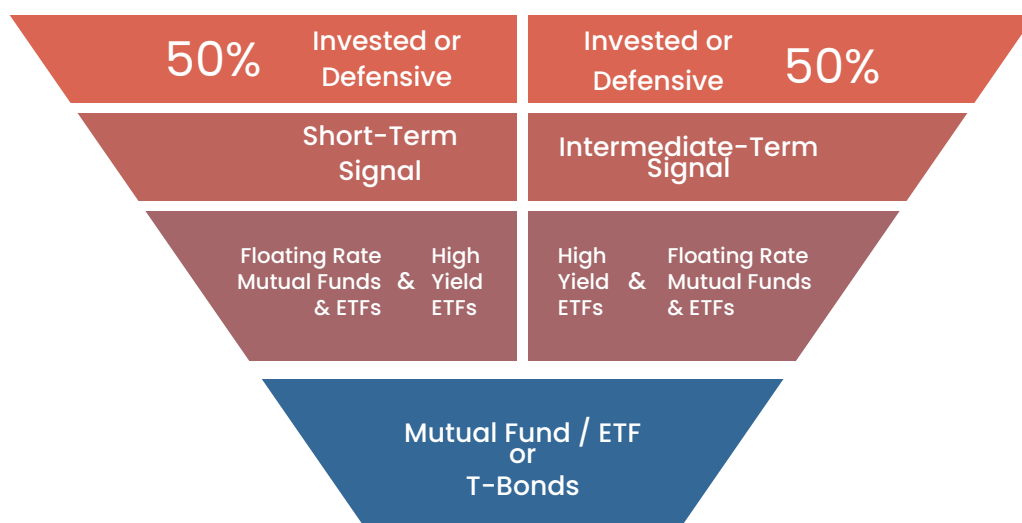 50%
Invested or
Defensive
Invested or
Defensive
50%
Short-Term
Signal
Intermediate-Term
Signal
Floating Rate
Mutual Funds
& ETFs
&
High
Yield
ETFs
High
Yield
ETFs
&
Floating Rate
Mutual Funds
& ETFs
Mutual Fund / ETF
or
T-Bonds